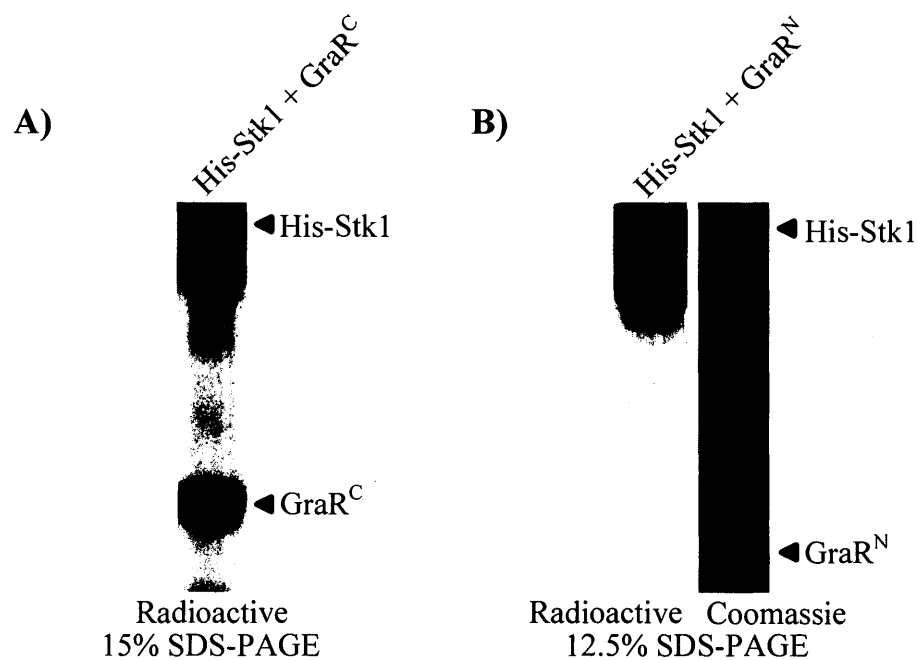 A)
His-Stk1 + GraR^C
His-Stk1
GraR^C
Radioactive
15% SDS-PAGE
B)
His-Stk1 + GraR^N
His-Stk1
GraR^N
Radioactive Coomassie
12.5% SDS-PAGE